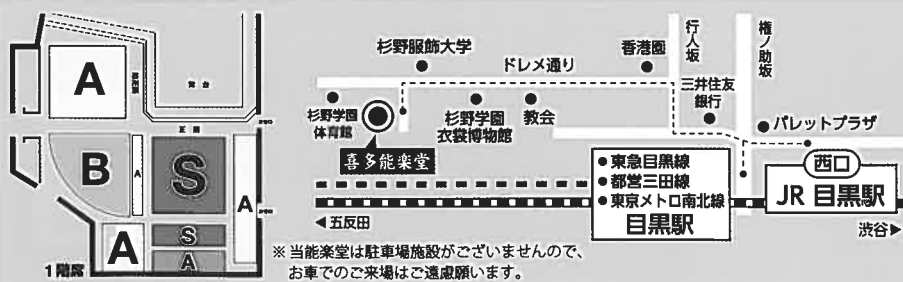 A
舞台
正面
B
A
S
A
A
S
A
1階席
杉野服飾大学
ドレメ通り
香港園
行人坂
権ノ助坂
三井住友
銀行
パレットプラザ
杉野学園
体育館
喜多能楽堂
杉野学園
衣裳博物館
教会
西口
●東急目黒線
●都営三田線
●東京メトロ南北線
目黒駅
JR 目黒駅
◀五反田
渋谷▶
※当能楽堂は駐車場施設がございませんので、
お車でのご来場はご遠慮願います。